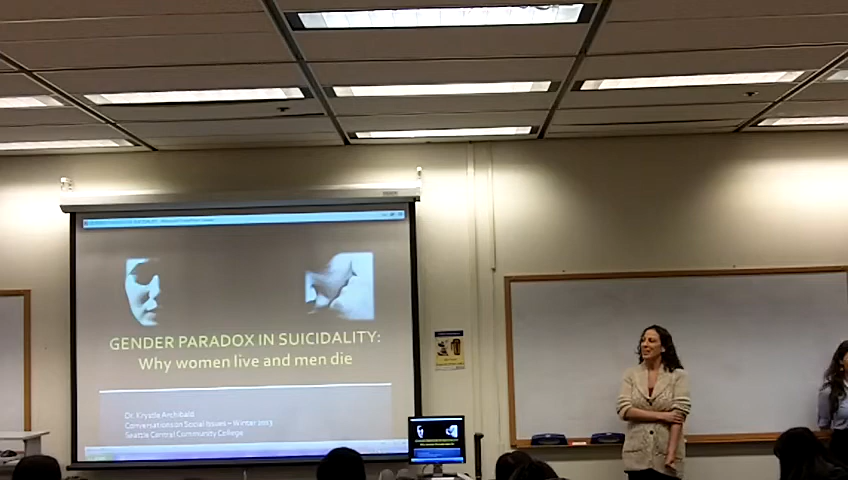 GENDER PARADOX IN SUICIDALITY:
Why women live and men die
Dr. Krystle Archibald
Conversations on Social Issues – Winter 2013
Seattle Central Community College